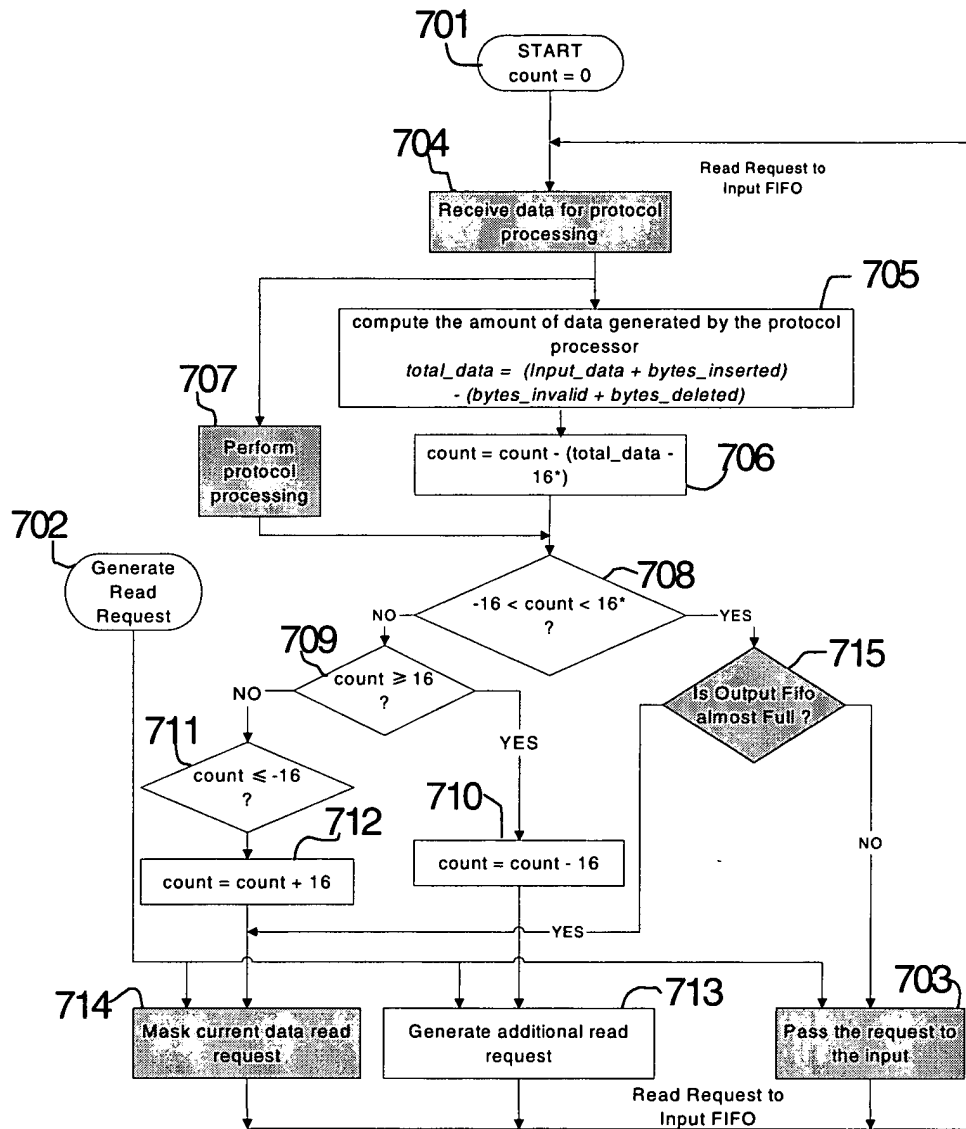 701
START
count = 0
704
Read Request to
Input FIFO
Receive data for protocol
processing
705
compute the amount of data generated by the protocol
processor
total_data = (Input_data + bytes_inserted)
- (bytes_invalid + bytes_deleted)
707
Perform
protocol
processing
count = count - (total_data -
16*)
706
702
Generate
Read
Request
708
-16 < count < 16*
?
NO
YES
709
count ⩾ 16
?
NO
YES
715
Is Output Fifo
almost Full ?
711
count ⩽ -16
?
710
712
count = count + 16
count = count - 16
NO
YES
714
Mask current data read
request
713
Generate additional read
request
703
Pass the request to
the input
Read Request to
Input FIFO